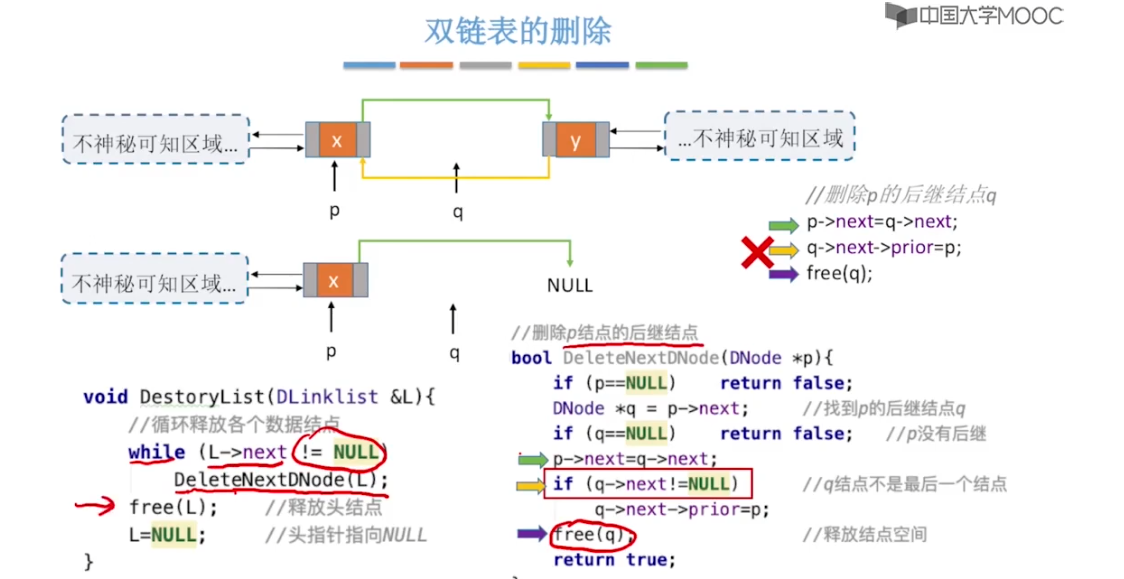 中国大学MOOC
双链表的删除
不神秘可知区域...
x
y
...不神秘可知区域
p
q
//删除p的后继结点q
p->next=q->next;
q->next->prior=p;
free(q);
不神秘可知区域...
x
NULL
p
q
//删除p结点的后继结点
bool DeleteNextDNode(DNode *p){
if (p==NULL) return false;
DNode *q = p->next; //找到p的后继结点q
if (q==NULL) return false; //p没有后继
p->next=q->next;
if (q->next!=NULL) //q结点不是最后一个结点
q->next->prior=p;
free(q); //释放结点空间
return true;
void DestoryList(DLinklist &L){
//循环释放各个数据结点
while (L->next != NULL)
DeleteNextDNode(L);
free(L); //释放头结点
L=NULL; //头指针指向NULL
}